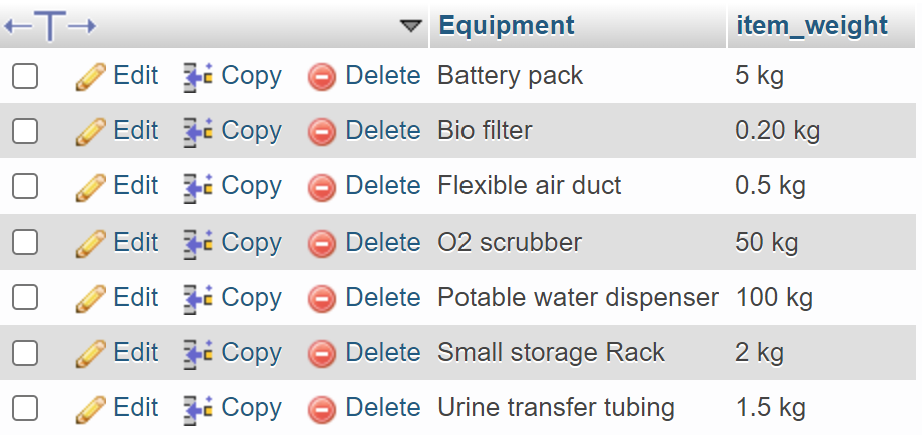 Equipment item_weight
Edit Copy Delete Battery pack 5 kg
Edit Copy Delete Bio filter 0.20 kg
Edit Copy Delete Flexible air duct 0.5 kg
Edit Copy Delete O2 scrubber 50 kg
Edit Copy Delete Potable water dispenser 100 kg
Edit Copy Delete Small storage Rack 2 kg
Edit Copy Delete Urine transfer tubing 1.5 kg